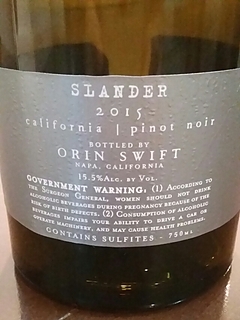 SLANDER
2015
california | pinot noir
BOTTLED BY
ORIN SWIFT
NAPA, CALIFORNIA
15.5% ALC. BY VOL.
GOVERNMENT WARNING: (1) ACCORDING TO
THE SURGEON GENERAL, WOMEN SHOULD NOT DRINK
ALCOHOLIC BEVERAGES DURING PREGNANCY BECAUSE OF THE
RISK OF BIRTH DEFECTS. (2) CONSUMPTION OF ALCOHOLIC
BEVERAGES IMPAIRS YOUR ABILITY TO DRIVE A CAR OR
OPERATE MACHINERY, AND MAY CAUSE HEALTH PROBLEMS.
CONTAINS SULFITES - 750ml